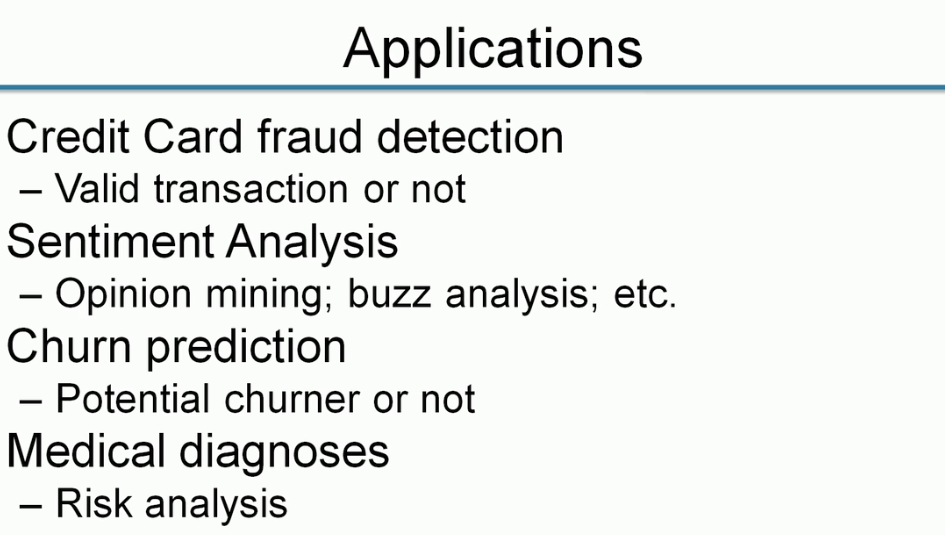 Applications
Credit Card fraud detection
– Valid transaction or not
Sentiment Analysis
– Opinion mining; buzz analysis; etc.
Churn prediction
– Potential churner or not
Medical diagnoses
– Risk analysis